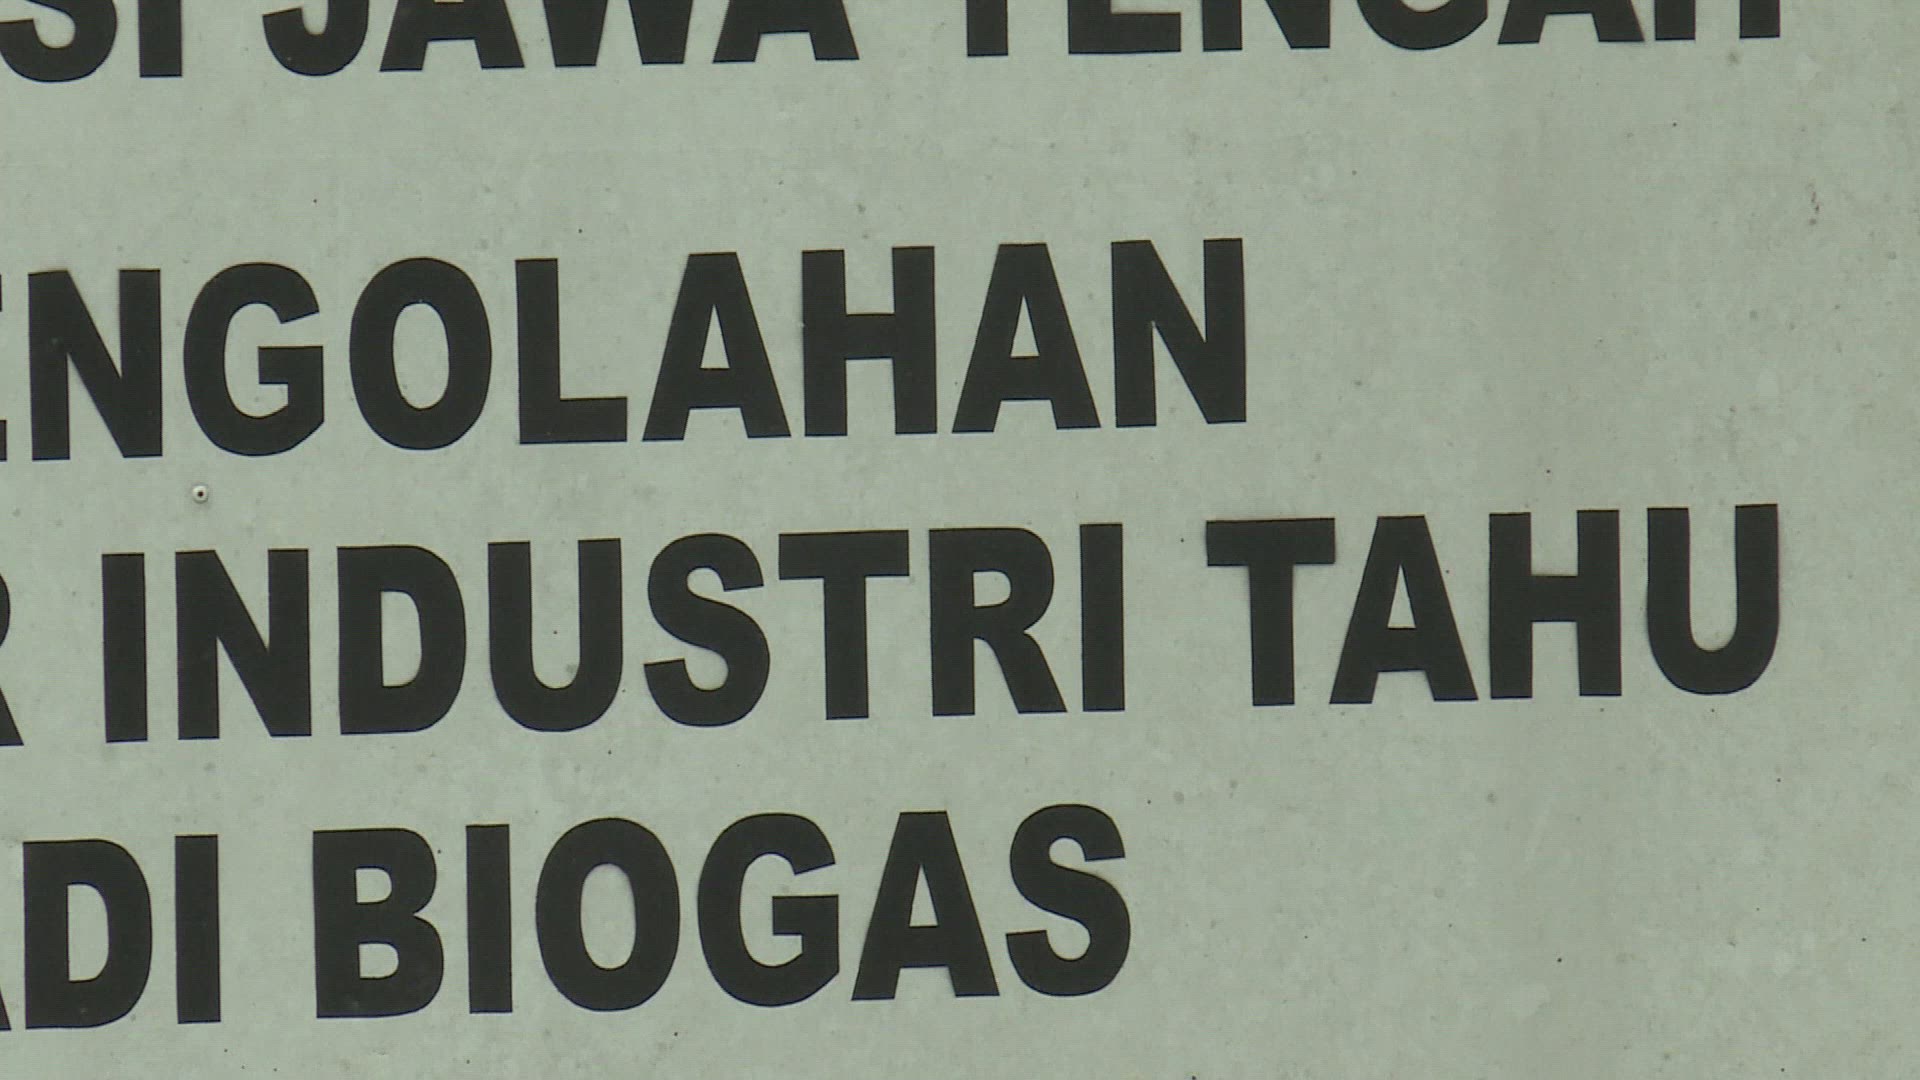 SI JAWA TENGAH
ENGOLAHAN
R INDUSTRI TAHU
ADI BIOGAS